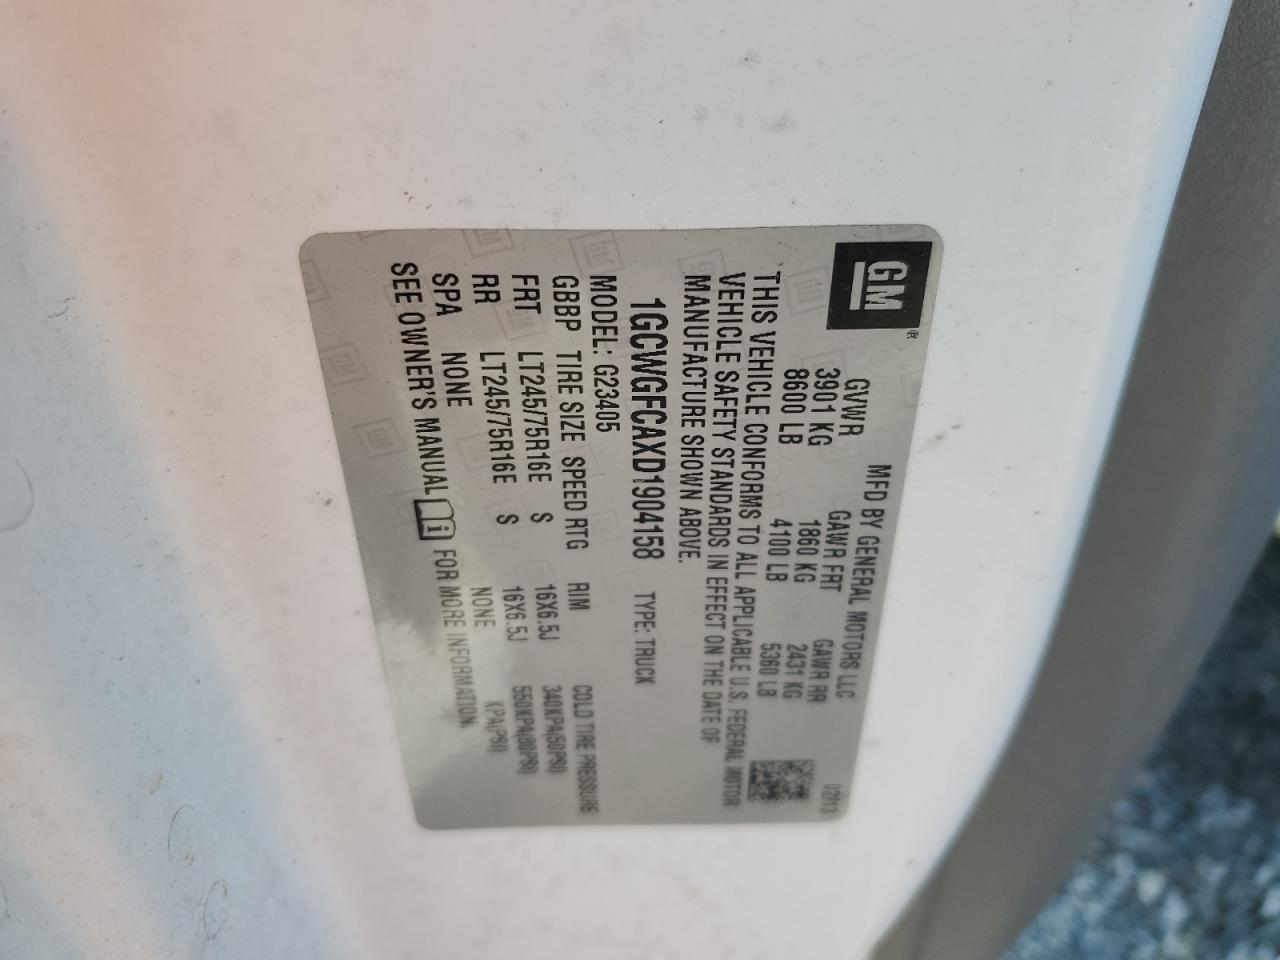 GM®
MFD BY GENERAL MOTORS LLC
GVWR GAWR FRT GAWR RR
3901 KG 1860 KG 2431 KG
8600 LB 4100 LB 5360 LB
THIS VEHICLE CONFORMS TO ALL APPLICABLE U.S. FEDERAL MOTOR
VEHICLE SAFETY STANDARDS IN EFFECT ON THE DATE OF
MANUFACTURE SHOWN ABOVE.
1GCWGFCAXD1904158 TYPE: TRUCK
MODEL: G23405
GBBP TIRE SIZE SPEED RTG RIM COLD TIRE PRESSURE
FRT LT245/75R16E S 16X6.5J 340KPA(50PSI)
RR LT245/75R16E S 16X6.5J 550KPA(80PSI)
SPA NONE NONE KPA(PSI)
SEE OWNER'S MANUAL FOR MORE INFORMATION.